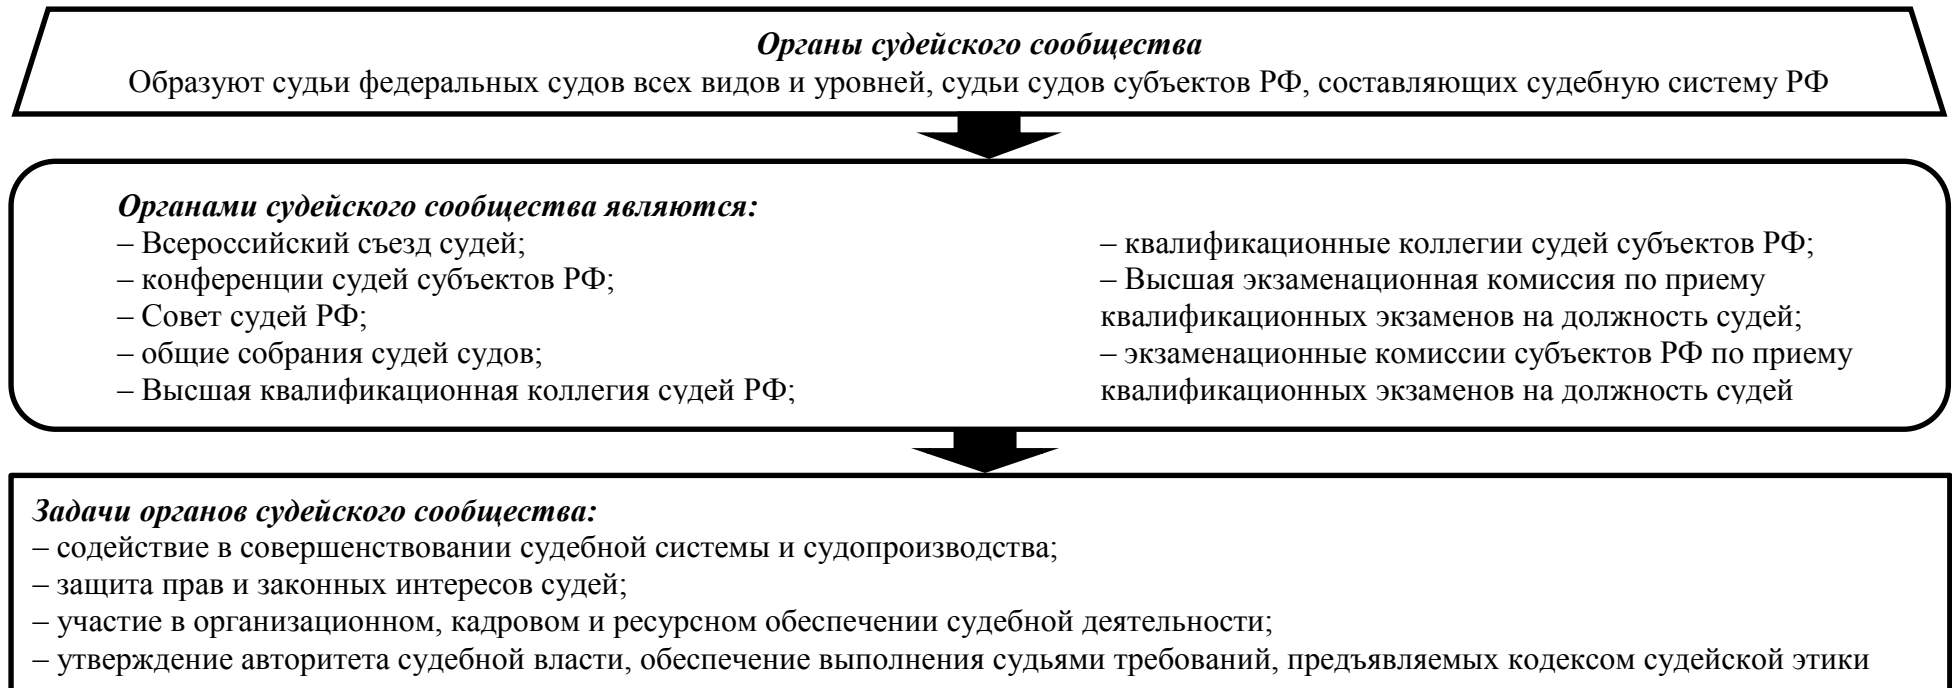 Органы судейского сообщества
Образуют судьи федеральных судов всех видов и уровней, судьи судов субъектов РФ, составляющих судебную систему РФ
Органами судейского сообщества являются:
– Всероссийский съезд судей;
– конференции судей субъектов РФ;
– Совет судей РФ;
– общие собрания судей судов;
– Высшая квалификационная коллегия судей РФ;
– квалификационные коллегии судей субъектов РФ;
– Высшая экзаменационная комиссия по приему
квалификационных экзаменов на должность судей;
– экзаменационные комиссии субъектов РФ по приему
квалификационных экзаменов на должность судей
Задачи органов судейского сообщества:
– содействие в совершенствовании судебной системы и судопроизводства;
– защита прав и законных интересов судей;
– участие в организационном, кадровом и ресурсном обеспечении судебной деятельности;
– утверждение авторитета судебной власти, обеспечение выполнения судьями требований, предъявляемых кодексом судейской этики